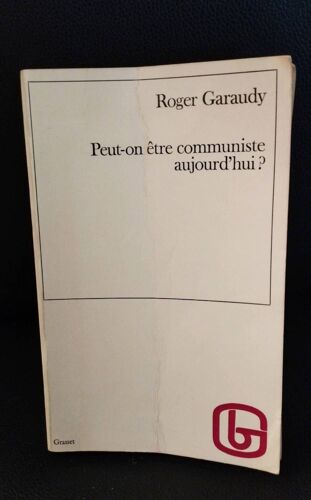 Roger Garaudy
Peut-on être communiste
aujourd'hui?
Grasset